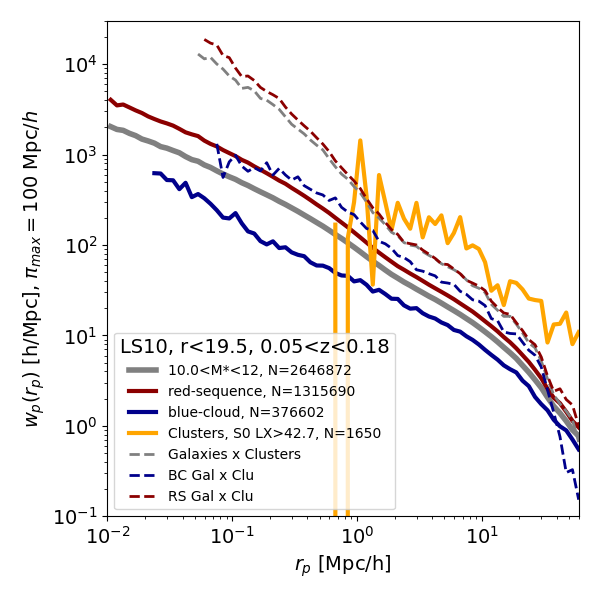 10⁴
10³
10²
10¹
10⁰
10⁻¹
w_p(r_p) [h/Mpc], π_max = 100 Mpc/h
LS10, r<19.5, 0.05<z<0.18
10.0<M*<12, N=2646872
red-sequence, N=1315690
blue-cloud, N=376602
Clusters, S0 LX>42.7, N=1650
Galaxies x Clusters
BC Gal x Clu
RS Gal x Clu
10⁻² 10⁻¹ 10⁰ 10¹
r_p [Mpc/h]